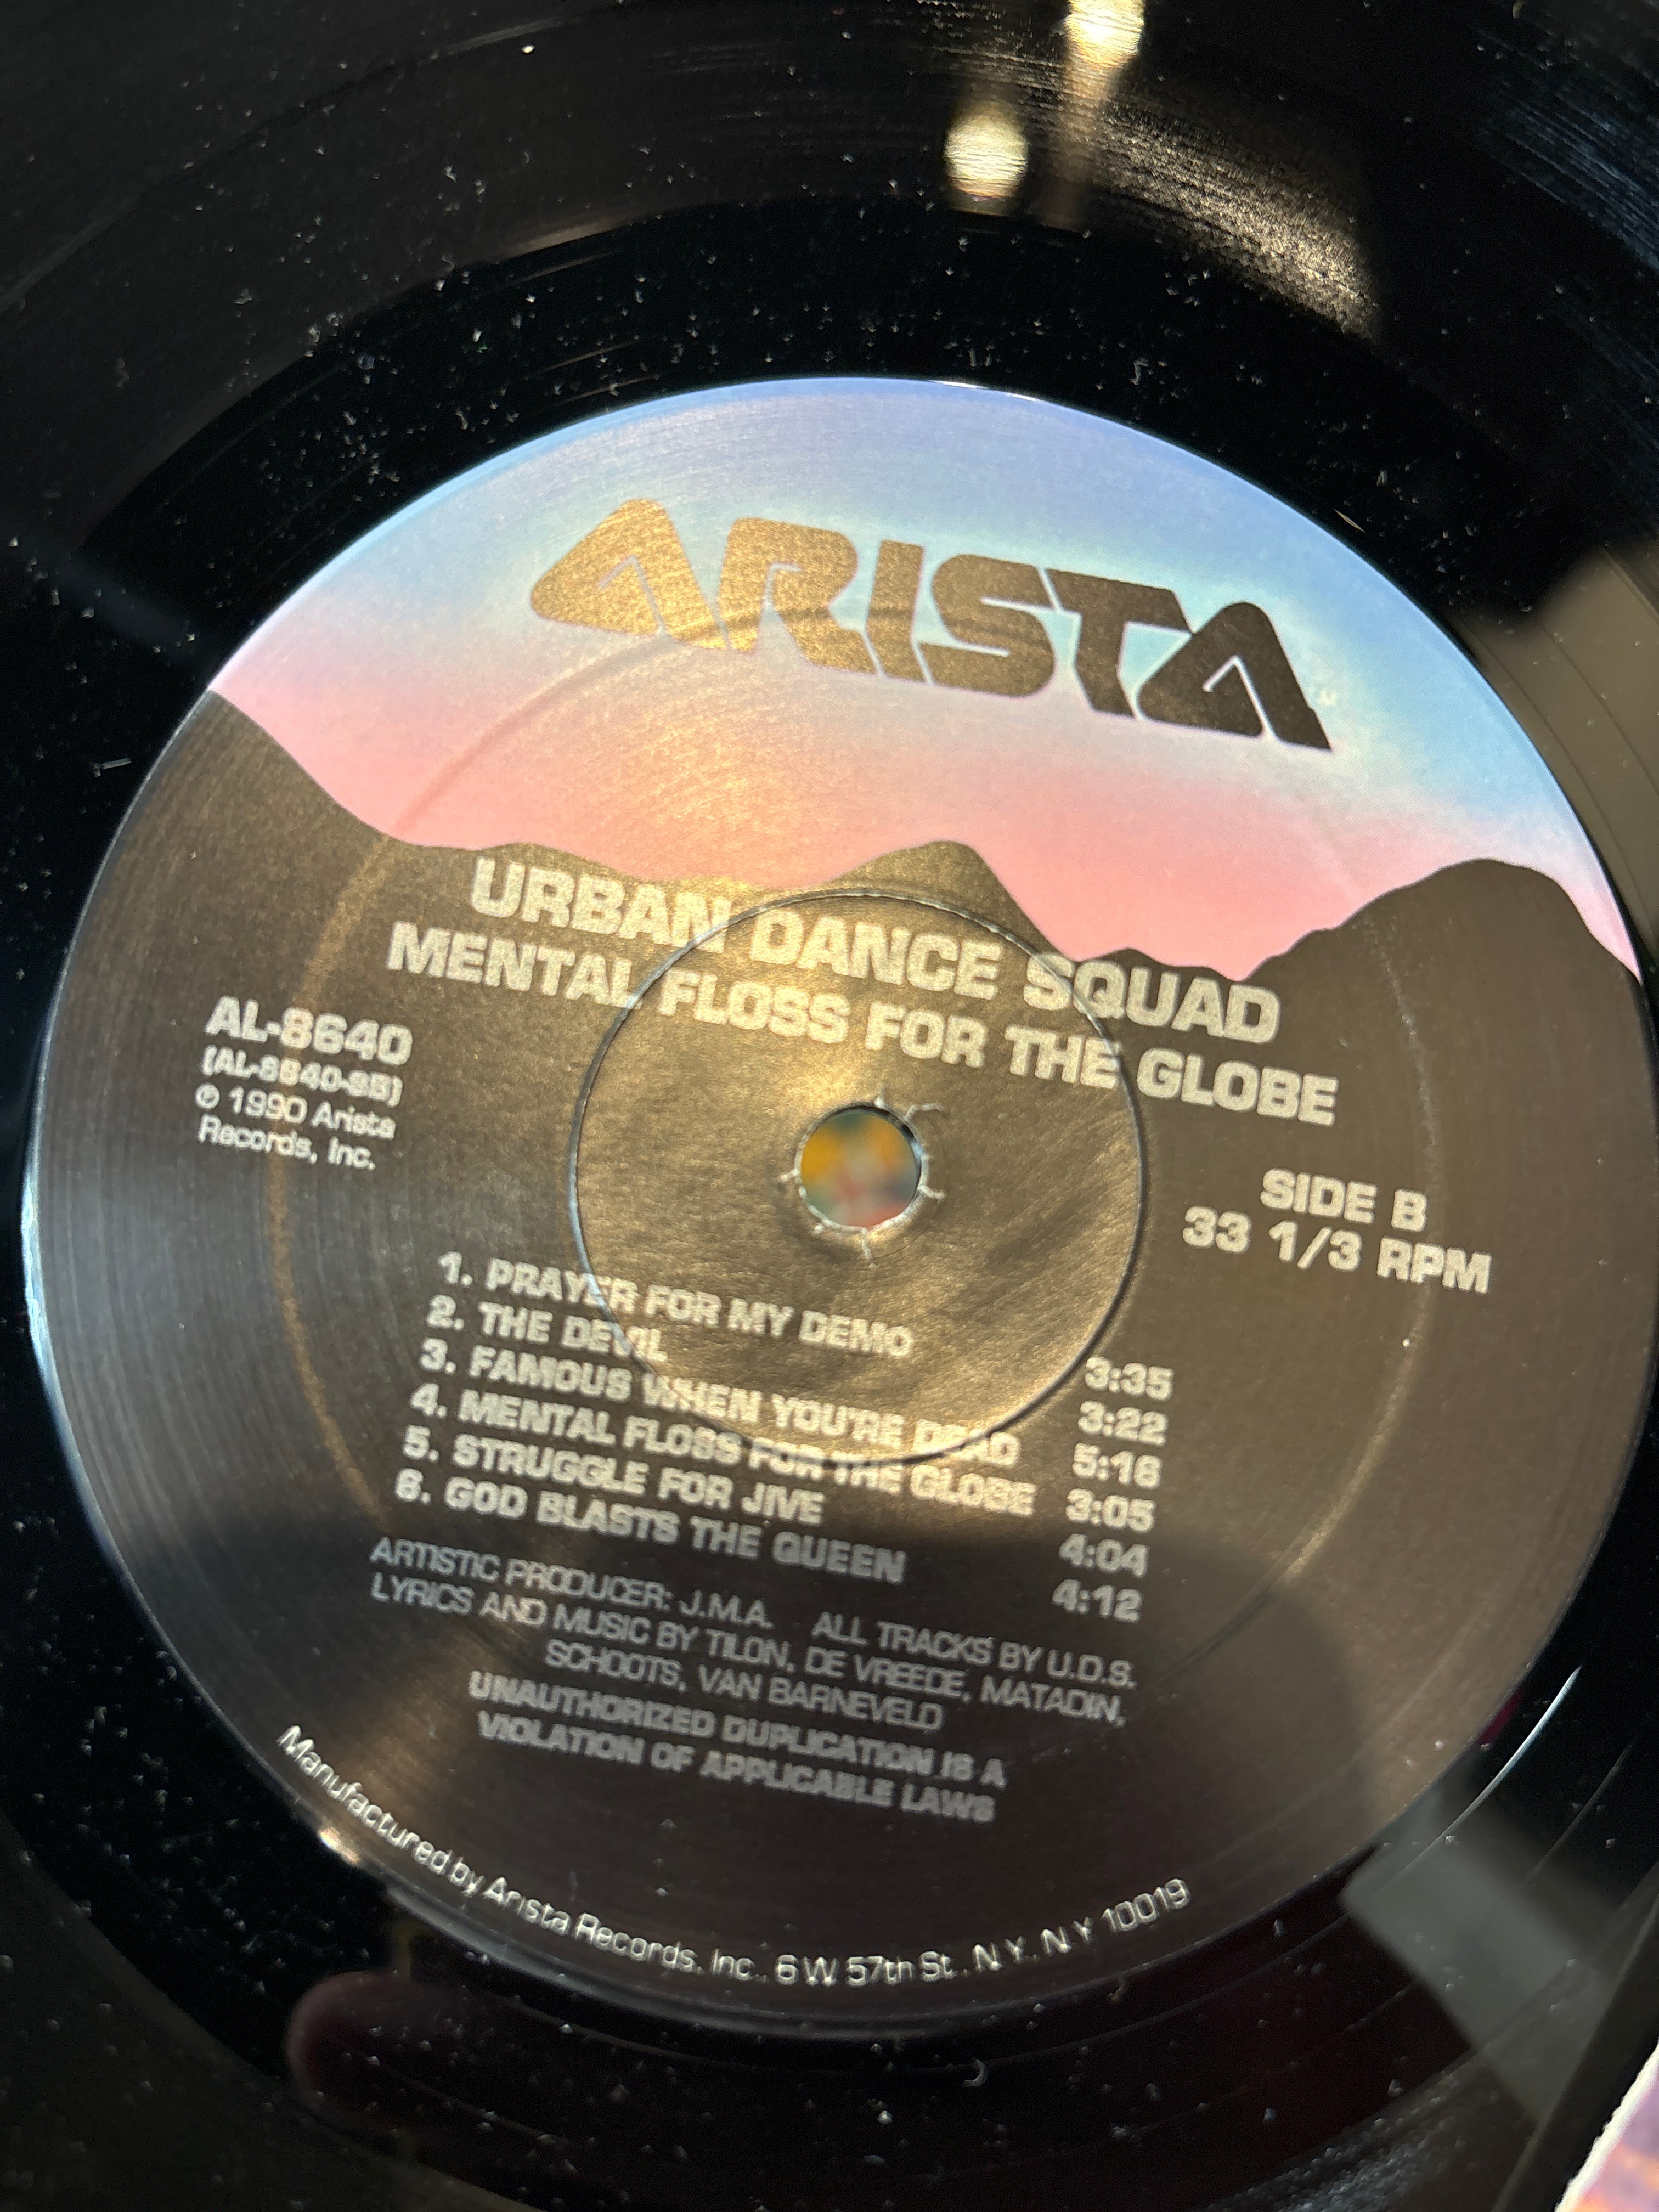 ARISTA
URBAN DANCE SQUAD
MENTAL FLOSS FOR THE GLOBE
AL-8640
(AL-8640-SB)
℗ 1990 Arista
Records, Inc.
SIDE B
33 1/3 RPM
1. PRAYER FOR MY DEMO 3:35
2. THE DEVIL 3:22
3. FAMOUS WHEN YOU'RE DEAD 5:16
4. MENTAL FLOSS FOR THE GLOBE 3:05
5. STRUGGLE FOR JIVE 4:04
6. GOD BLASTS THE QUEEN 4:12
ARTISTIC PRODUCER: J.M.A. ALL TRACKS BY U.D.S.
LYRICS AND MUSIC BY TILON, DE VREEDE, MATADIN,
SCHOOTS, VAN BARNEVELD
UNAUTHORIZED DUPLICATION IS A
VIOLATION OF APPLICABLE LAWS
Manufactured by Arista Records, Inc., 6 W. 57th St., N.Y. N.Y. 10019